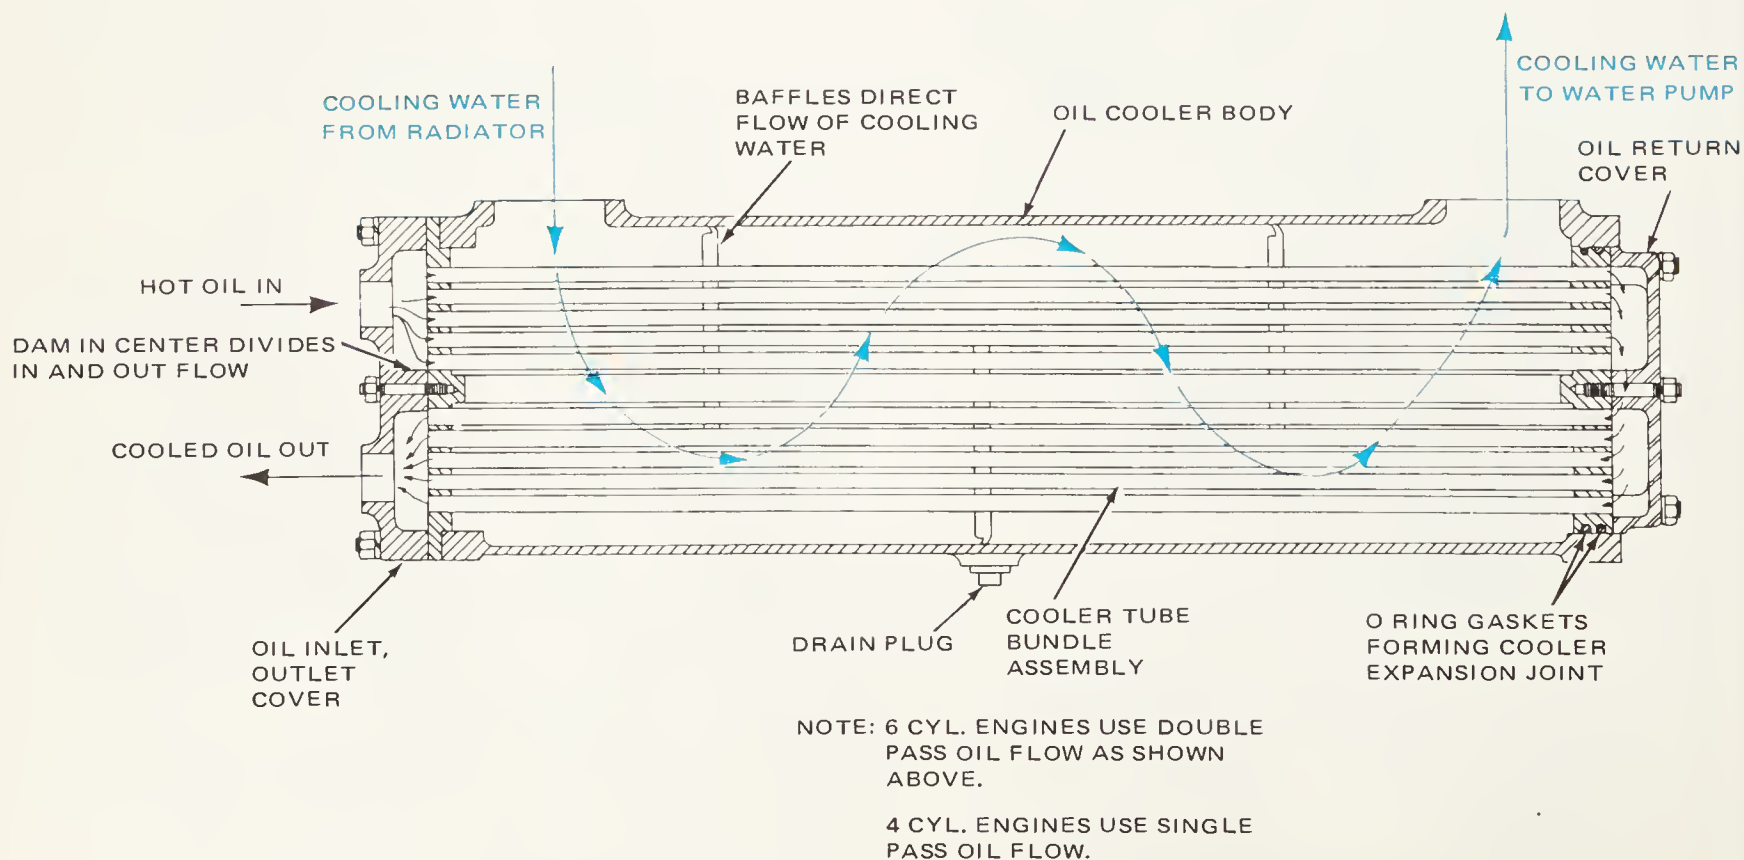 COOLING WATER
FROM RADIATOR
BAFFLES DIRECT
FLOW OF COOLING
WATER
OIL COOLER BODY
COOLING WATER
TO WATER PUMP
OIL RETURN
COVER
HOT OIL IN
DAM IN CENTER DIVIDES
IN AND OUT FLOW
COOLED OIL OUT
OIL INLET,
OUTLET
COVER
DRAIN PLUG
COOLER TUBE
BUNDLE
ASSEMBLY
O RING GASKETS
FORMING COOLER
EXPANSION JOINT
NOTE: 6 CYL. ENGINES USE DOUBLE
PASS OIL FLOW AS SHOWN
ABOVE.
4 CYL. ENGINES USE SINGLE
PASS OIL FLOW.